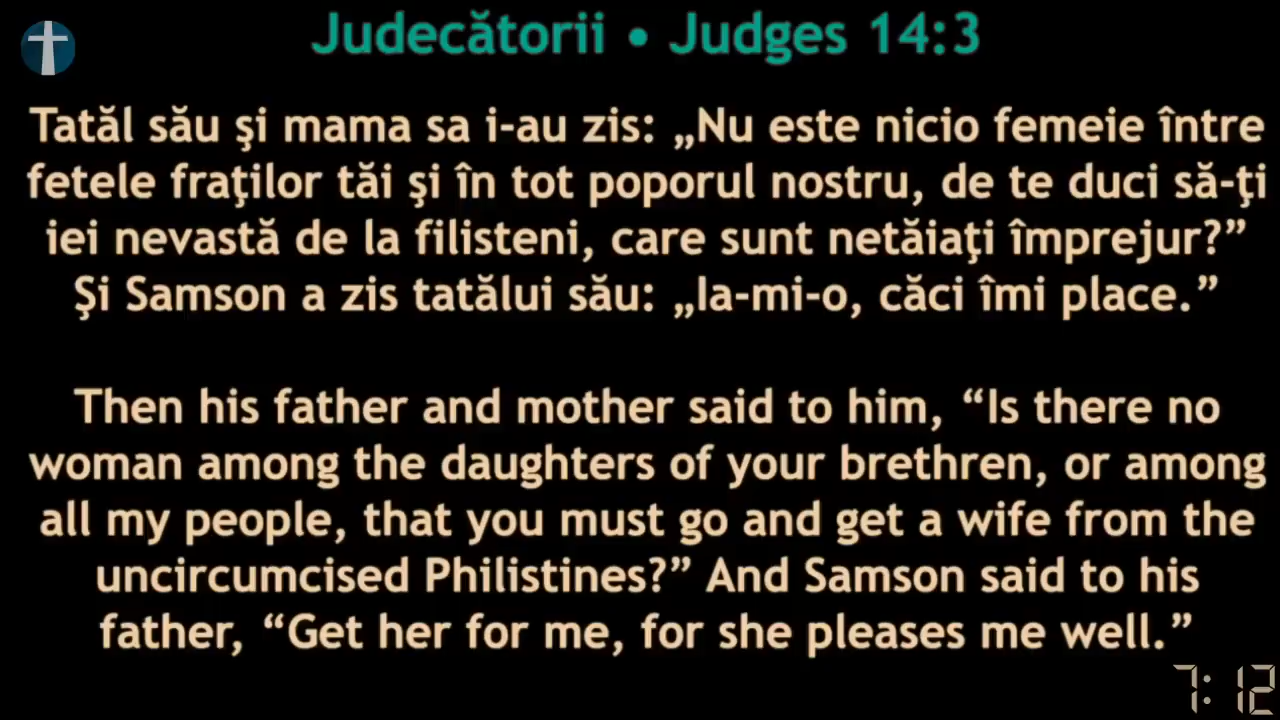 Judecătorii • Judges 14:3
Tatăl său şi mama sa i-au zis: „Nu este nicio femeie între
fetele fraţilor tăi şi în tot poporul nostru, de te duci să-ţi
iei nevastă de la filisteni, care sunt netăiaţi împrejur?”
Şi Samson a zis tatălui său: „Ia-mi-o, căci îmi place.”
Then his father and mother said to him, “Is there no
woman among the daughters of your brethren, or among
all my people, that you must go and get a wife from the
uncircumcised Philistines?” And Samson said to his
father, “Get her for me, for she pleases me well.”
7:12